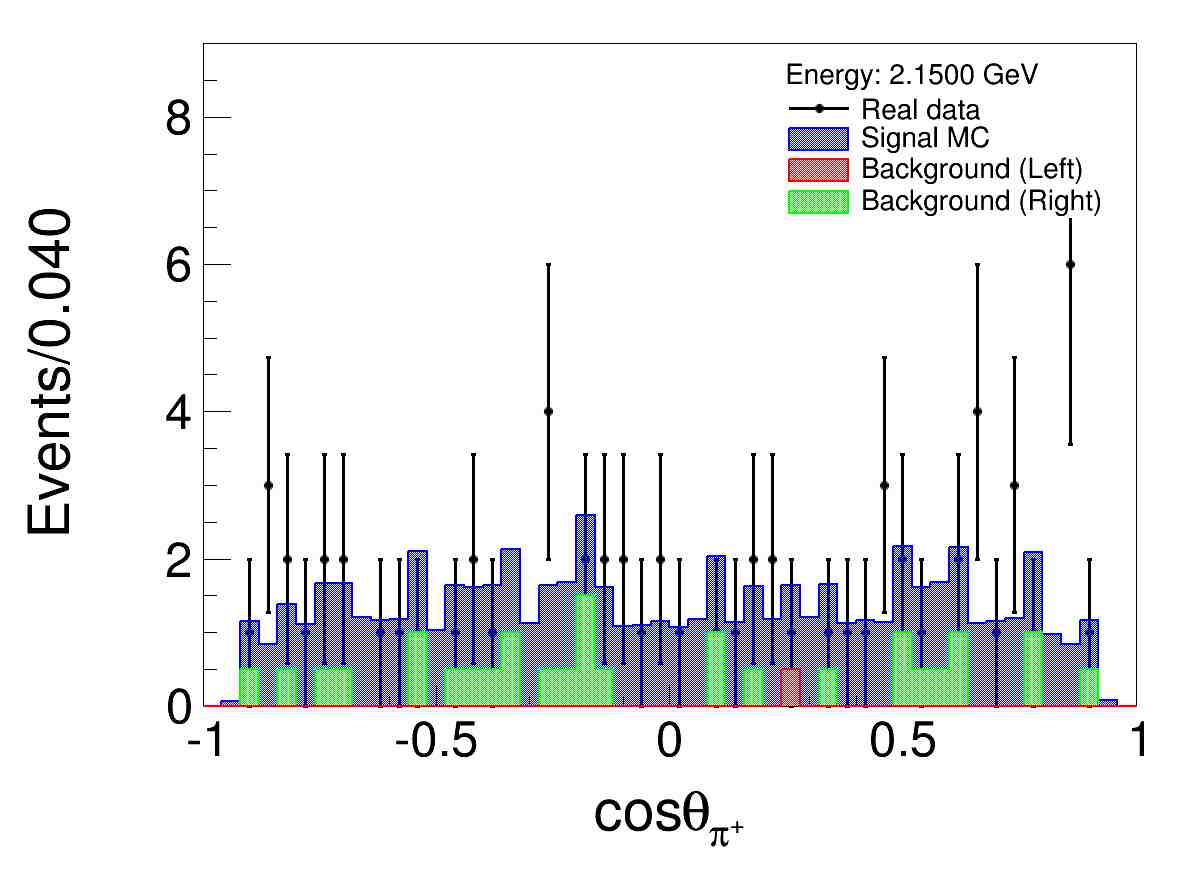 Energy: 2.1500 GeV
Real data
Signal MC
Background (Left)
Background (Right)
Events/0.040
8
6
4
2
0
-1
-0.5
0
0.5
1
cosθπ+